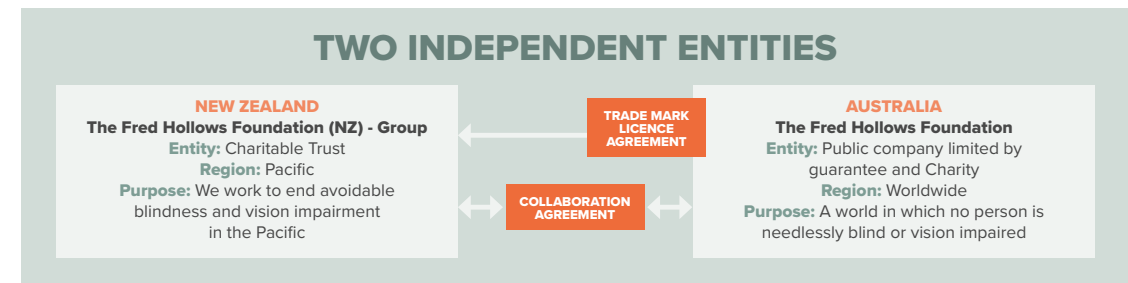 TWO INDEPENDENT ENTITIES
NEW ZEALAND
The Fred Hollows Foundation (NZ) - Group
Entity: Charitable Trust
Region: Pacific
Purpose: We work to end avoidable
blindness and vision impairment
in the Pacific
TRADE MARK
LICENCE
AGREEMENT
COLLABORATION
AGREEMENT
AUSTRALIA
The Fred Hollows Foundation
Entity: Public company limited by
guarantee and Charity
Region: Worldwide
Purpose: A world in which no person is
needlessly blind or vision impaired